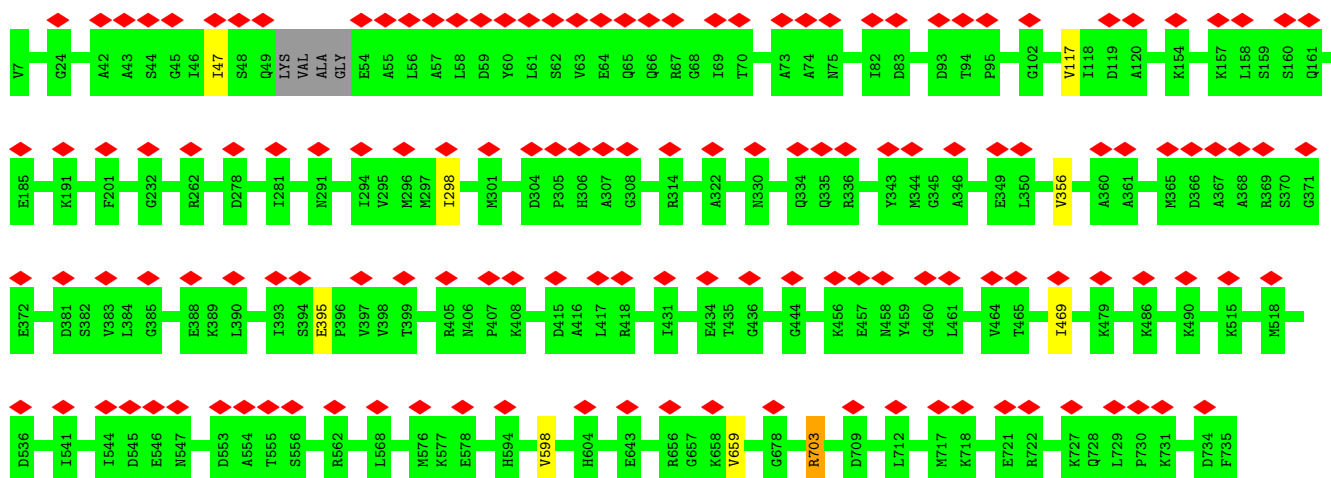 V7 G24 A42 A43 S44 G45 I46 I47 S48 Q49 LYS VAL ALA GLY E54 A55 L56 A57 L58 D59 Y60 L61 S62 V63 E64 Q65 Q66 R67 G68 I69 T70 A73 A74 N75 I82 D83 D93 T94 P95 G102 V117 I118 D119 A120 K154 K157 L158 S159 S160 Q161
E185 K191 F201 G232 R262 D278 I281 N291 I294 V295 M296 M297 I298 M301 D304 P305 H306 A307 G308 R314 A322 N330 Q334 Q335 R336 Y343 M344 G345 A346 E349 L350 V356 A360 A361 M365 D366 A367 A368 R369 S370 G371
E372 D381 S382 V383 L384 G385 E388 K389 L390 I393 S394 E395 P396 V397 V398 T399 R405 N406 P407 K408 D415 A416 L417 R418 I431 E434 T435 G436 G444 K456 E457 N458 Y459 G460 L461 V464 T465 I469 K479 K486 K490 K515 M518
D536 I541 I544 D545 E546 N547 D553 A554 T555 S556 R562 L568 M576 K577 E578 H594 V598 H604 E643 R656 G657 K658 V659 G678 R703 D709 L712 M717 K718 E721 R722 K727 Q728 L729 P730 K731 D734 F735